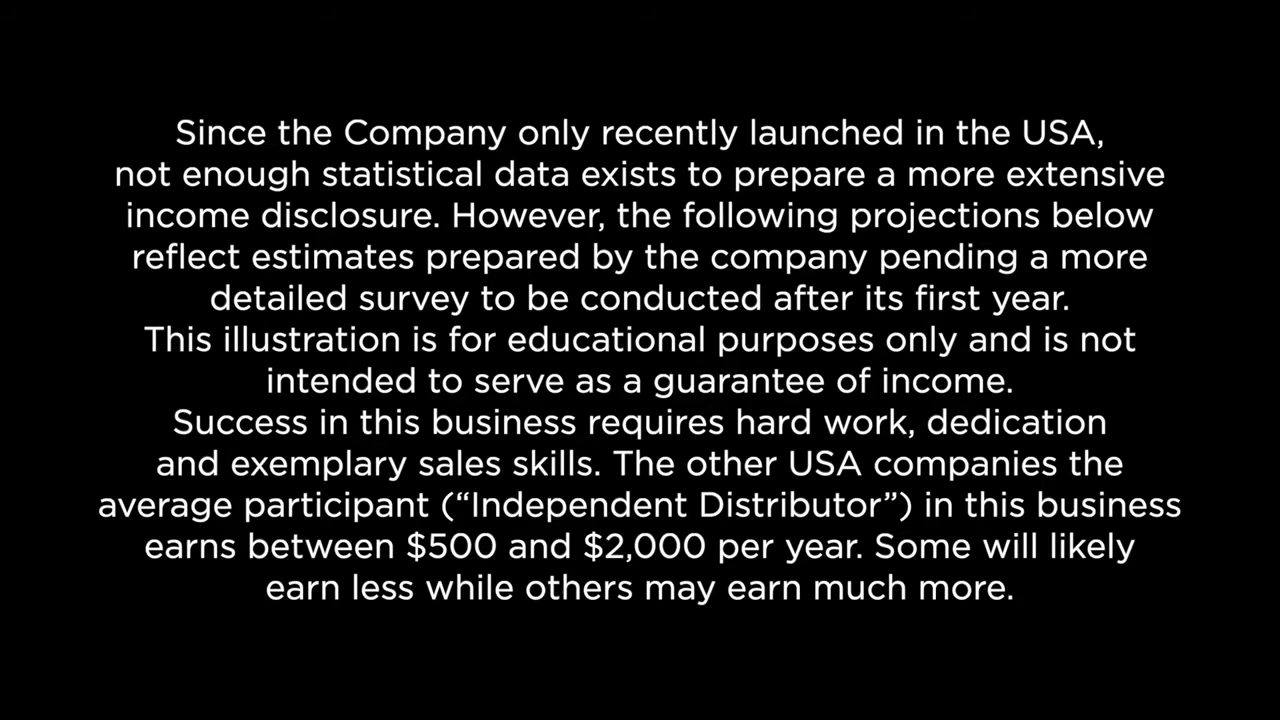 Since the Company only recently launched in the USA,
not enough statistical data exists to prepare a more extensive
income disclosure. However, the following projections below
reflect estimates prepared by the company pending a more
detailed survey to be conducted after its first year.
This illustration is for educational purposes only and is not
intended to serve as a guarantee of income.
Success in this business requires hard work, dedication
and exemplary sales skills. The other USA companies the
average participant (“Independent Distributor”) in this business
earns between $500 and $2,000 per year. Some will likely
earn less while others may earn much more.